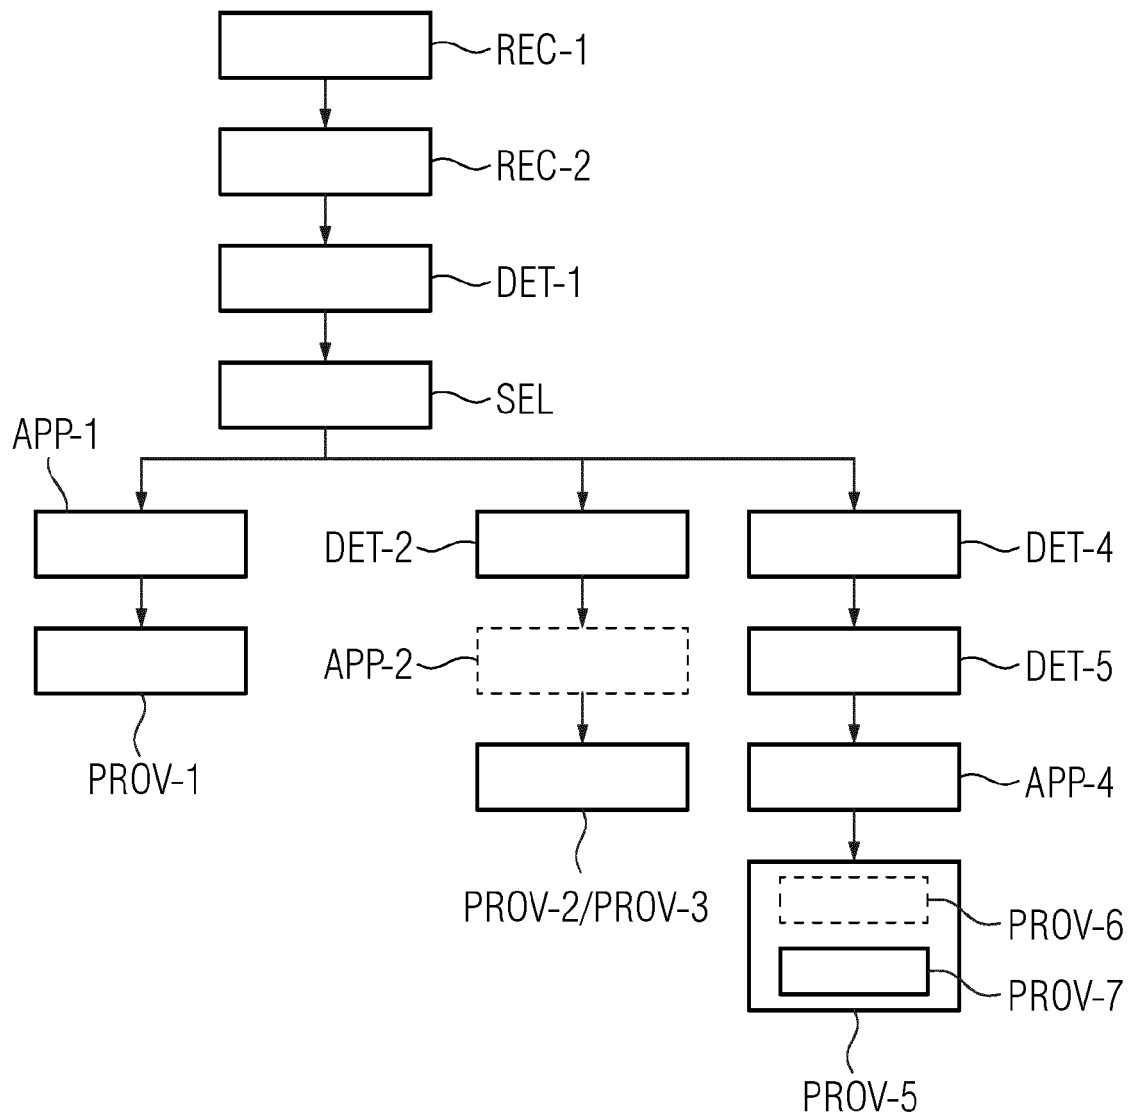 REC-1
REC-2
DET-1
SEL
APP-1
DET-2
DET-4
APP-2
DET-5
PROV-1
APP-4
PROV-2/PROV-3
PROV-6
PROV-7
PROV-5